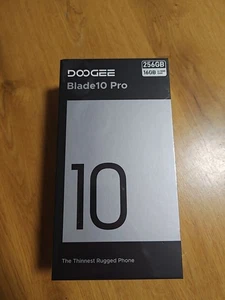 DOOGEE
Blade10 Pro
256GB
16GB
10
The Thinnest Rugged Phone